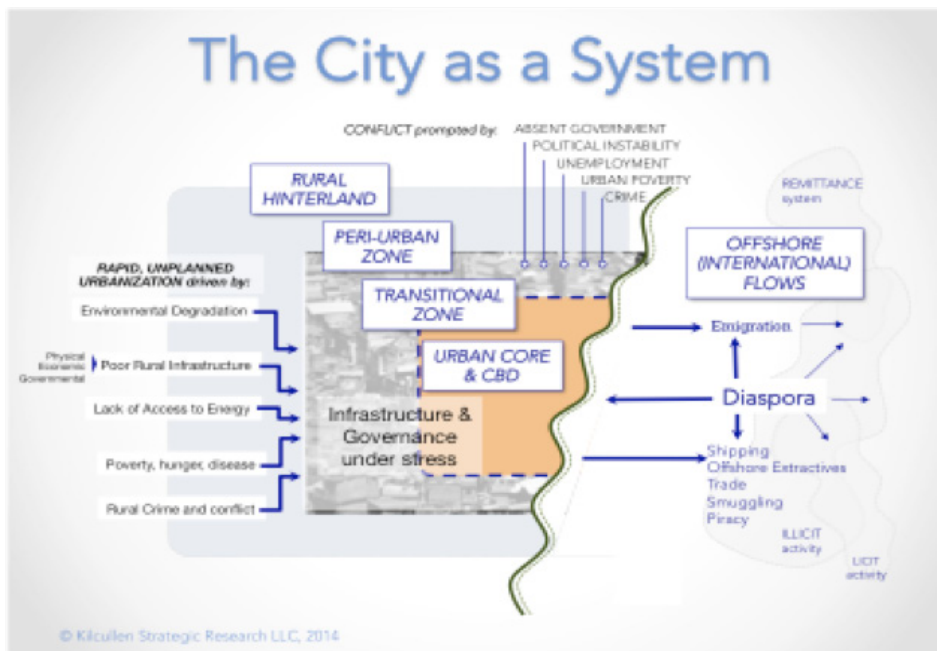 The City as a System
CONFLICT prompted by:
ABSENT GOVERNMENT
POLITICAL INSTABILITY
UNEMPLOYMENT
URBAN POVERTY
CRIME
RURAL
HINTERLAND
PERI-URBAN
ZONE
TRANSITIONAL
ZONE
URBAN CORE
& CBD
Infrastructure &
Governance
under stress
RAPID, UNPLANNED
URBANIZATION driven by:
Environmental Degradation
Physical
Economic
Governmental
Poor Rural Infrastructure
Lack of Access to Energy
Poverty, hunger, disease
Rural Crime and conflict
REMITTANCE
system
OFFSHORE
(INTERNATIONAL)
FLOWS
Emigration
Diaspora
Shipping
Offshore Extractives
Trade
Smuggling
Piracy
ILLICIT
activity
LICIT
activity
© Kilcullen Strategic Research LLC, 2014